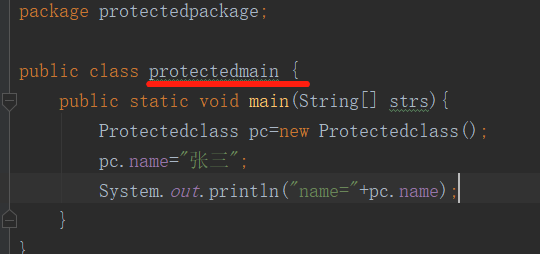 package protectedpackage;
public class protectedmain {
public static void main(String[] strs){
Protectedclass pc=new Protectedclass();
pc.name="张三";
System.out.println("name="+pc.name);
}
}